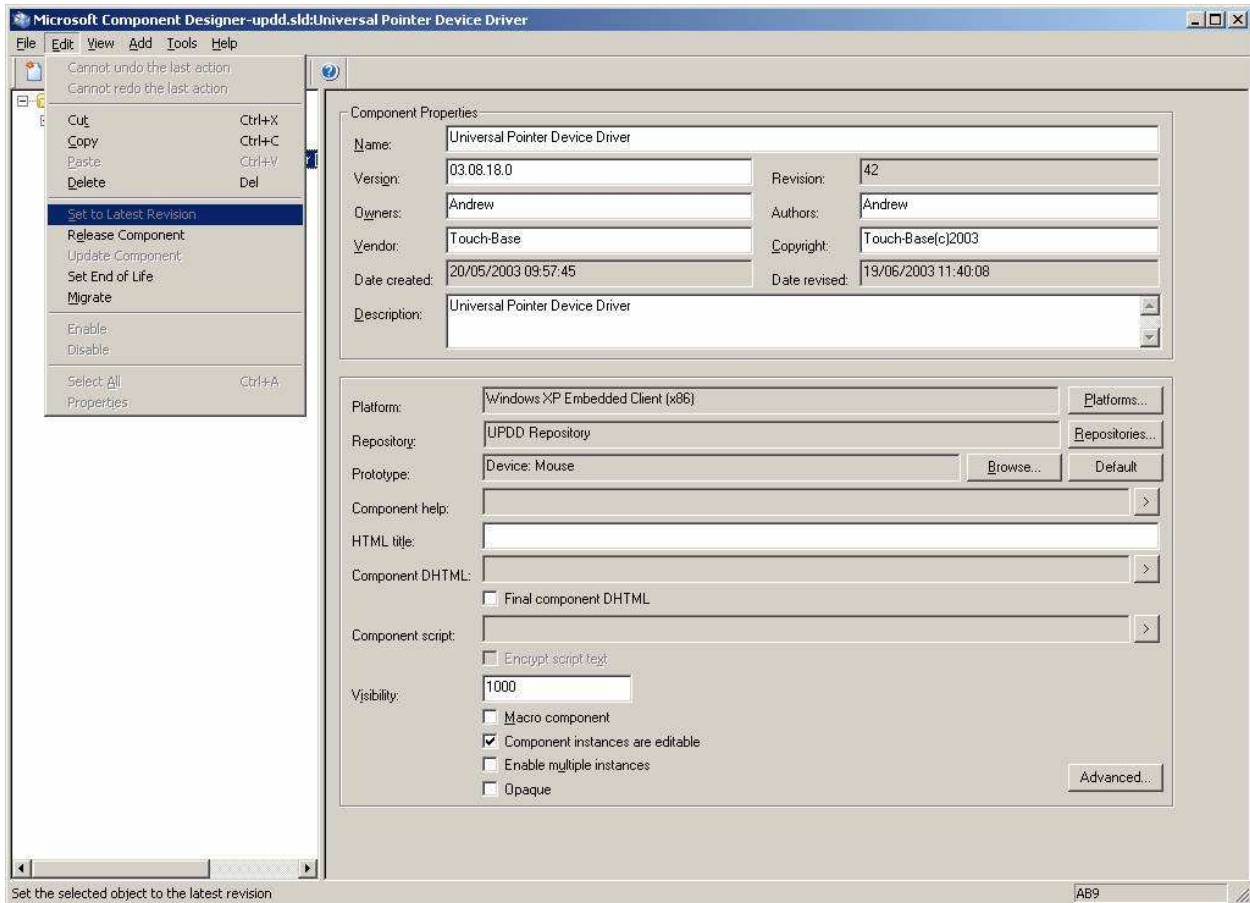 Microsoft Component Designer-updd.sld:Universal Pointer Device Driver
File Edit View Add Tools Help
Cannot undo the last action
Cannot redo the last action
Cut Ctrl+X
Copy Ctrl+C
Paste Ctrl+V
Delete Del
Set to Latest Revision
Release Component
Update Component
Set End of Life
Migrate
Enable
Disable
Select All Ctrl+A
Properties
Component Properties
Name: Universal Pointer Device Driver
Version: 03.08.18.0 Revision: 42
Owners: Andrew Authors: Andrew
Vendor: Touch-Base Copyright: Touch-Base(c)2003
Date created: 20/05/2003 09:57:45 Date revised: 19/06/2003 11:40:08
Description: Universal Pointer Device Driver
Platform: Windows XP Embedded Client (x86) Platforms...
Repository: UPDD Repository Repositories...
Prototype: Device: Mouse Browse... Default
Component help: >
HTML title:
Component DHTML: >
Final component DHTML
Component script: >
Encrypt script text
Visibility: 1000
Macro component
Component instances are editable
Enable multiple instances
Opaque
Advanced...
Set the selected object to the latest revision AB9